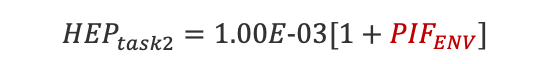 HEP_task2 = 1.00E-03[1 + PIF_ENV]